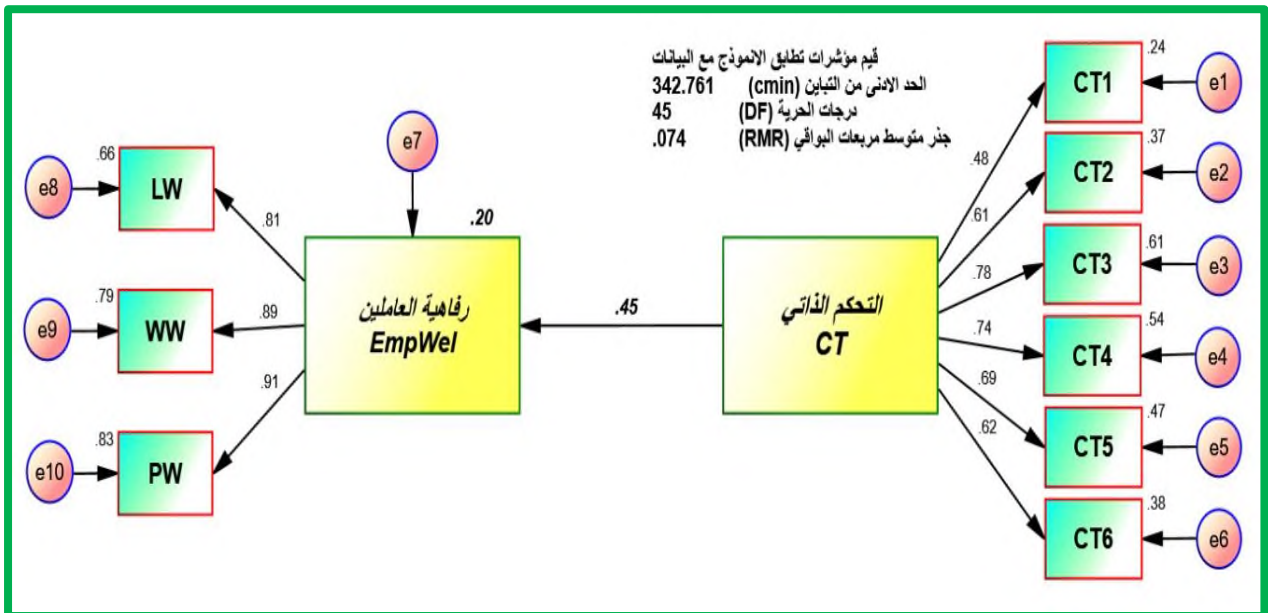 قيم مؤشرات تطابق الانموذج مع البيانات
الحد الادنى من التباين (cmin) 342.761
درجات الحرية (DF) 45
جذر متوسط مربعات البواقي (RMR) .074
e7
.20
رفاهية العاملين
EmpWel
.45
التحكم الذاتي
CT
e8
.66
LW
.81
e9
.79
WW
.89
e10
.83
PW
.91
.48
CT1
.24
e1
.61
CT2
.37
e2
.78
CT3
.61
e3
.74
CT4
.54
e4
.69
CT5
.47
e5
.62
CT6
.38
e6